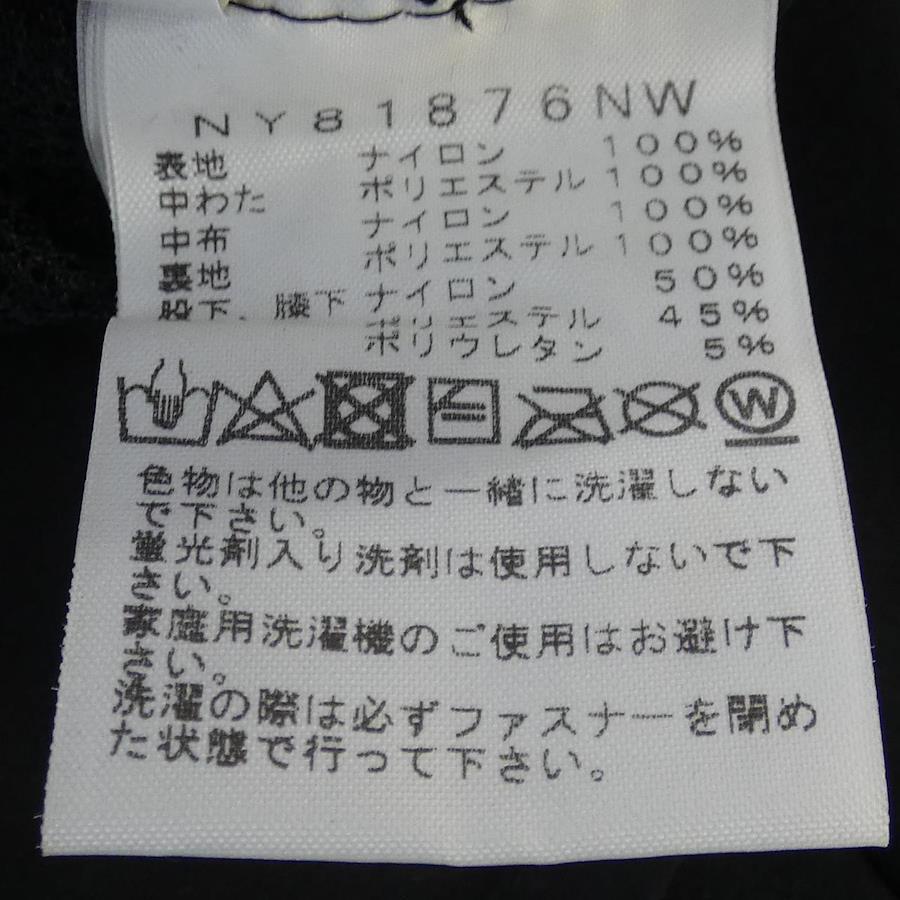 NY81876NW
表地 ナイロン 100%
中わた ポリエステル 100%
中布 ナイロン 100%
裏地 ポリエステル 100%
股下、膝下 ナイロン 50%
ポリエステル 45%
ポリウレタン 5%
W
色物は他の物と一緒に洗濯しない
で下さい。
蛍光剤入り洗剤は使用しないで下
さい。
家庭用洗濯機のご使用はお避け下
さい。
洗濯の際は必ずファスナーを閉め
た状態で行って下さい。